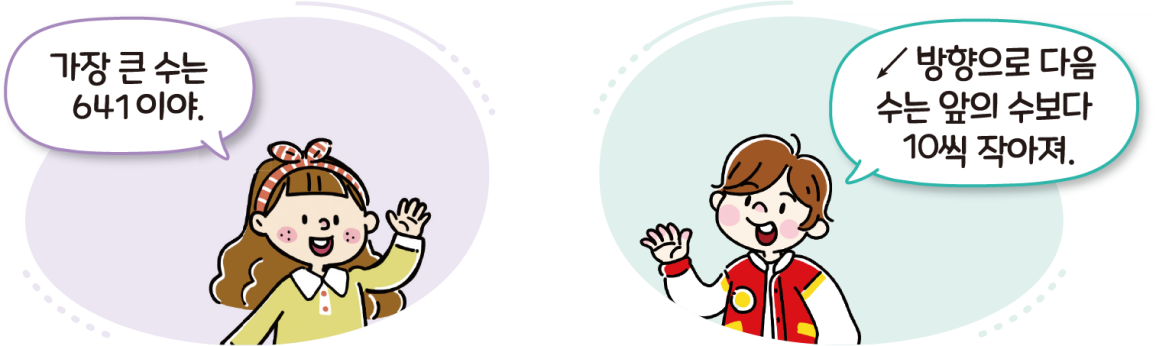 가장 큰 수는
641이야.
↙ 방향으로 다음
수는 앞의 수보다
10씩 작아져.